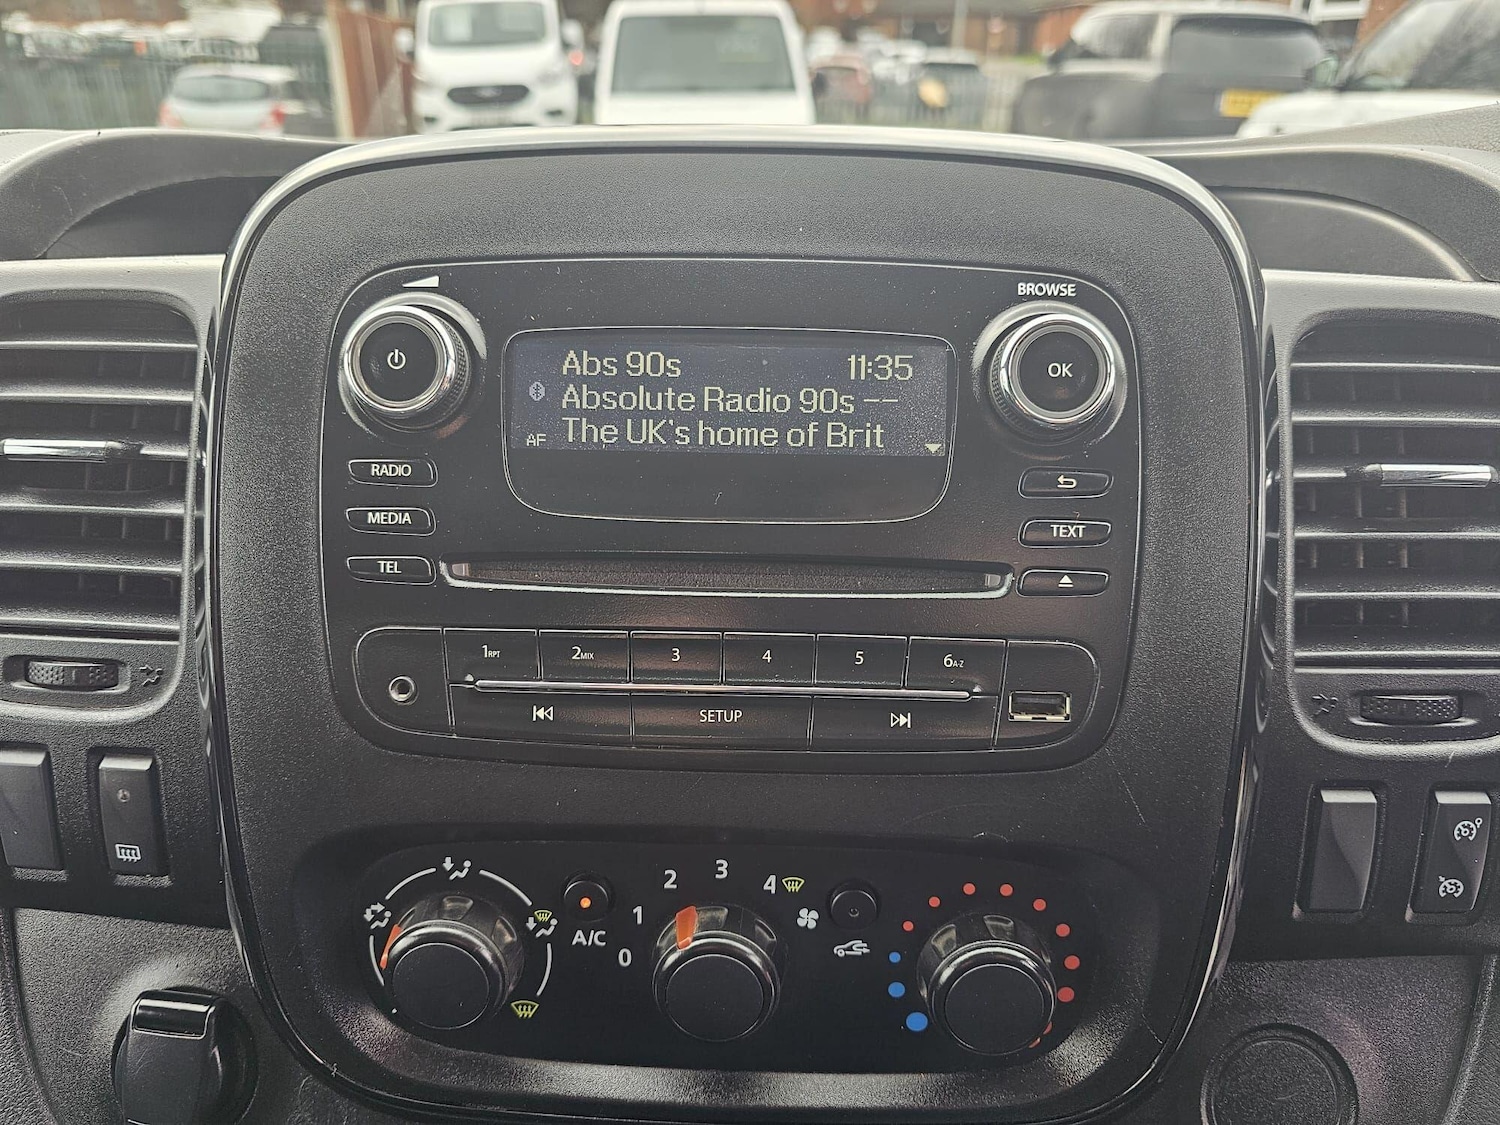 BROWSE
Abs 90s 11:35
Absolute Radio 90s --
AF The UK's home of Brit
OK
RADIO
MEDIA
TEXT
TEL
1RPT 2MIX 3 4 5 6A-Z
SETUP
0 1 2 3 4
A/C